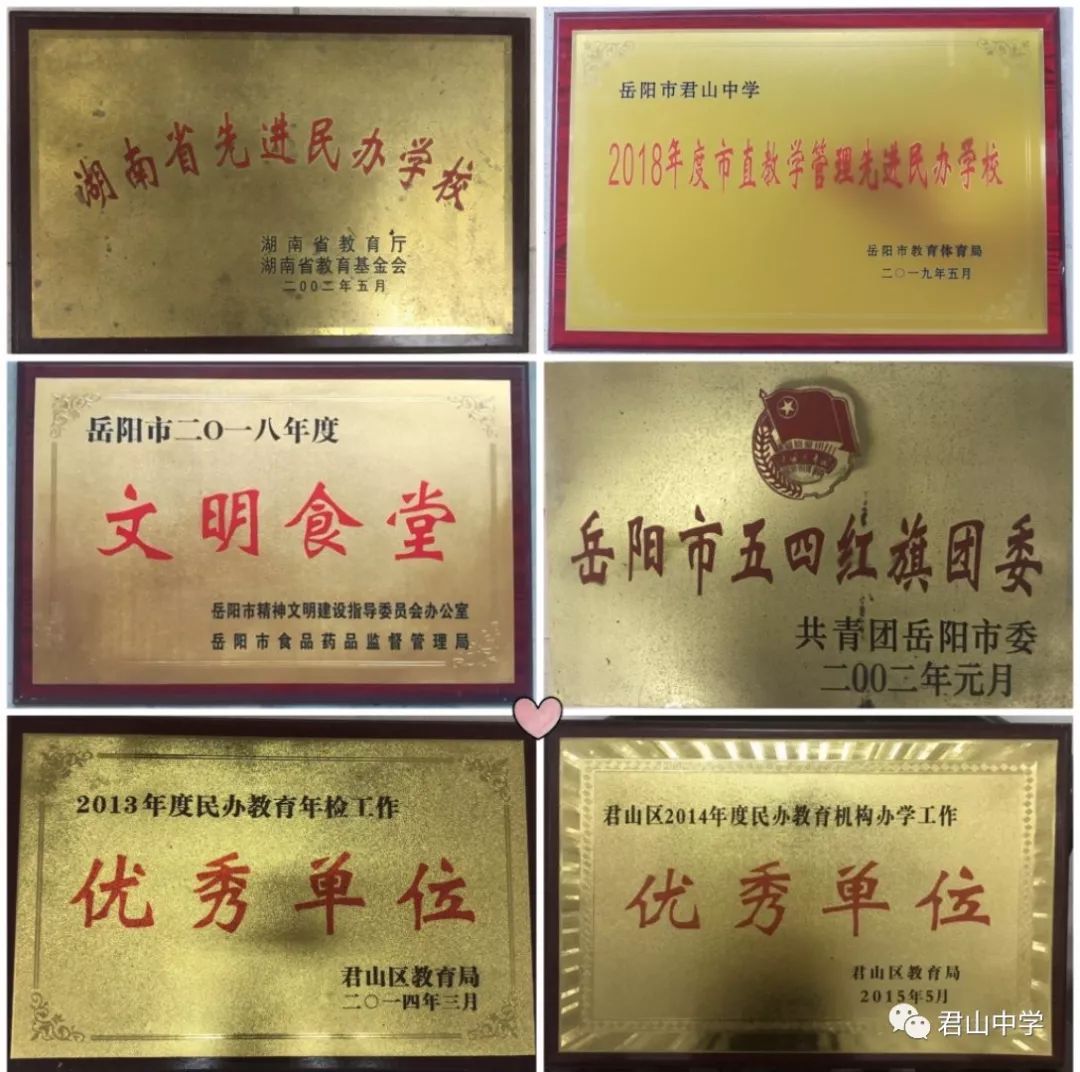 湖南省先进民办学校
湖南省教育厅
湖南省教育基金会
二00二年五月
岳阳市君山中学
2018年度市直教学管理先进民办学校
岳阳市教育体育局
二〇一九年五月
岳阳市二O一八年度
文明食堂
岳阳市精神文明建设指导委员会办公室
岳阳市食品药品监督管理局
岳阳市五四红旗团委
共青团岳阳市委
二00二年元月
2013年度民办教育年检工作
优秀单位
君山区教育局
二〇一四年三月
君山区2014年度民办教育机构办学工作
优秀单位
君山区教育局
2015年5月
君山中学